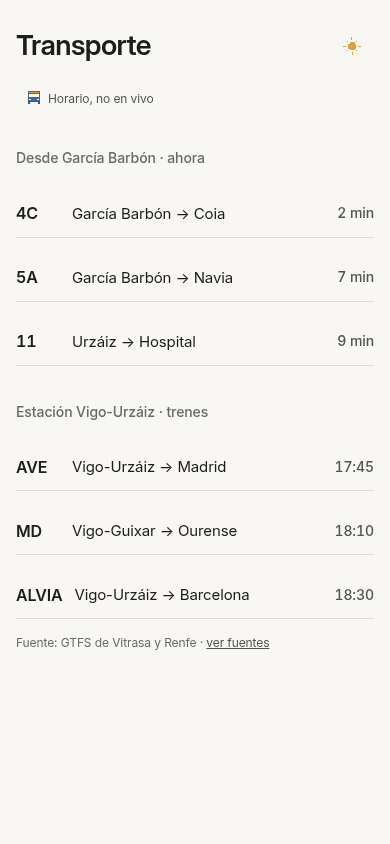 Transporte
Horario, no en vivo
Desde García Barbón · ahora
4C García Barbón → Coia 2 min
5A García Barbón → Navia 7 min
11 Urzáiz → Hospital 9 min
Estación Vigo-Urzáiz · trenes
AVE Vigo-Urzáiz → Madrid 17:45
MD Vigo-Guixar → Ourense 18:10
ALVIA Vigo-Urzáiz → Barcelona 18:30
Fuente: GTFS de Vitrasa y Renfe · ver fuentes